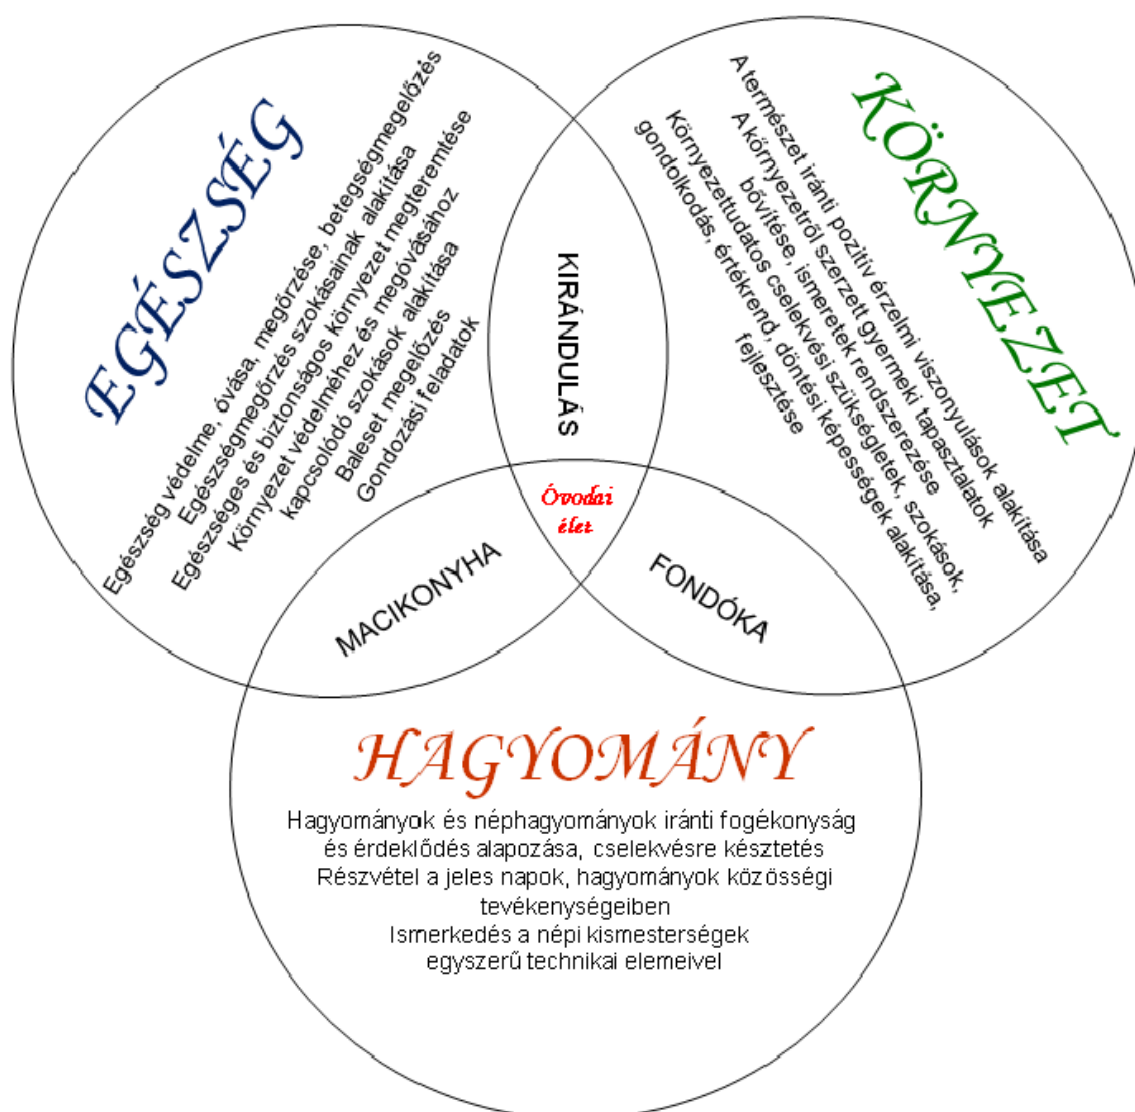 EGÉSZSÉG
Egészség védelme, óvása, megőrzése, betegségmegelőzés
Egészségmegőrzés szokásainak alakítása
Egészséges és biztonságos környezet megteremtése
Környezet védelméhez és megóvásához
kapcsolódó szokások alakítása
Baleset megelőzés
Gondozási feladatok
KÖRNYEZET
A természet iránti pozitív érzelmi viszonyulások alakítása
A környezetről szerzett gyermeki tapasztalatok
bővítése, ismeretek rendszerezése
Környezettudatos cselekvési szükségletek, szokások,
gondolkodás, értékrend, döntési képességek alakítása,
fejlesztése
KIRÁNDULÁS
Óvodai
élet
MACIKONYHA
FONDÓKA
HAGYOMÁNY
Hagyományok és néphagyományok iránti fogékonyság
és érdeklődés alapozása, cselekvésre késztetés
Részvétel a jeles napok, hagyományok közösségi
tevékenységeiben
Ismerkedés a népi kismesterségek
egyszerű technikai elemeivel